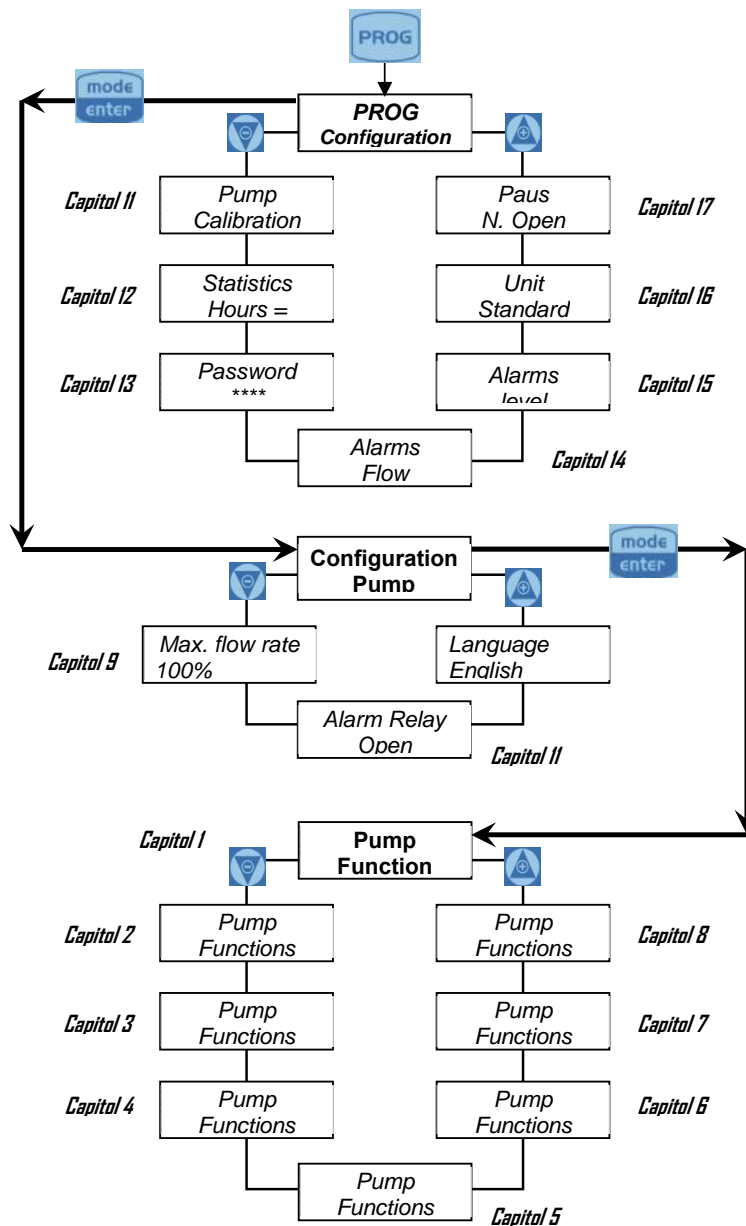 PROG
mode
enter
PROG
Configuration
Capitol 11
Pump
Calibration
Paus
N. Open
Capitol 17
Capitol 12
Statistics
Hours =
Unit
Standard
Capitol 16
Capitol 13
Password
****
Alarms
level
Capitol 15
Alarms
Flow
Capitol 14
Configuration
Pump
mode
enter
Capitol 9
Max. flow rate
100%
Language
English
Alarm Relay
Open
Capitol 11
Capitol 1
Pump
Function
Capitol 2
Pump
Functions
Pump
Functions
Capitol 8
Capitol 3
Pump
Functions
Pump
Functions
Capitol 7
Capitol 4
Pump
Functions
Pump
Functions
Capitol 6
Pump
Functions
Capitol 5